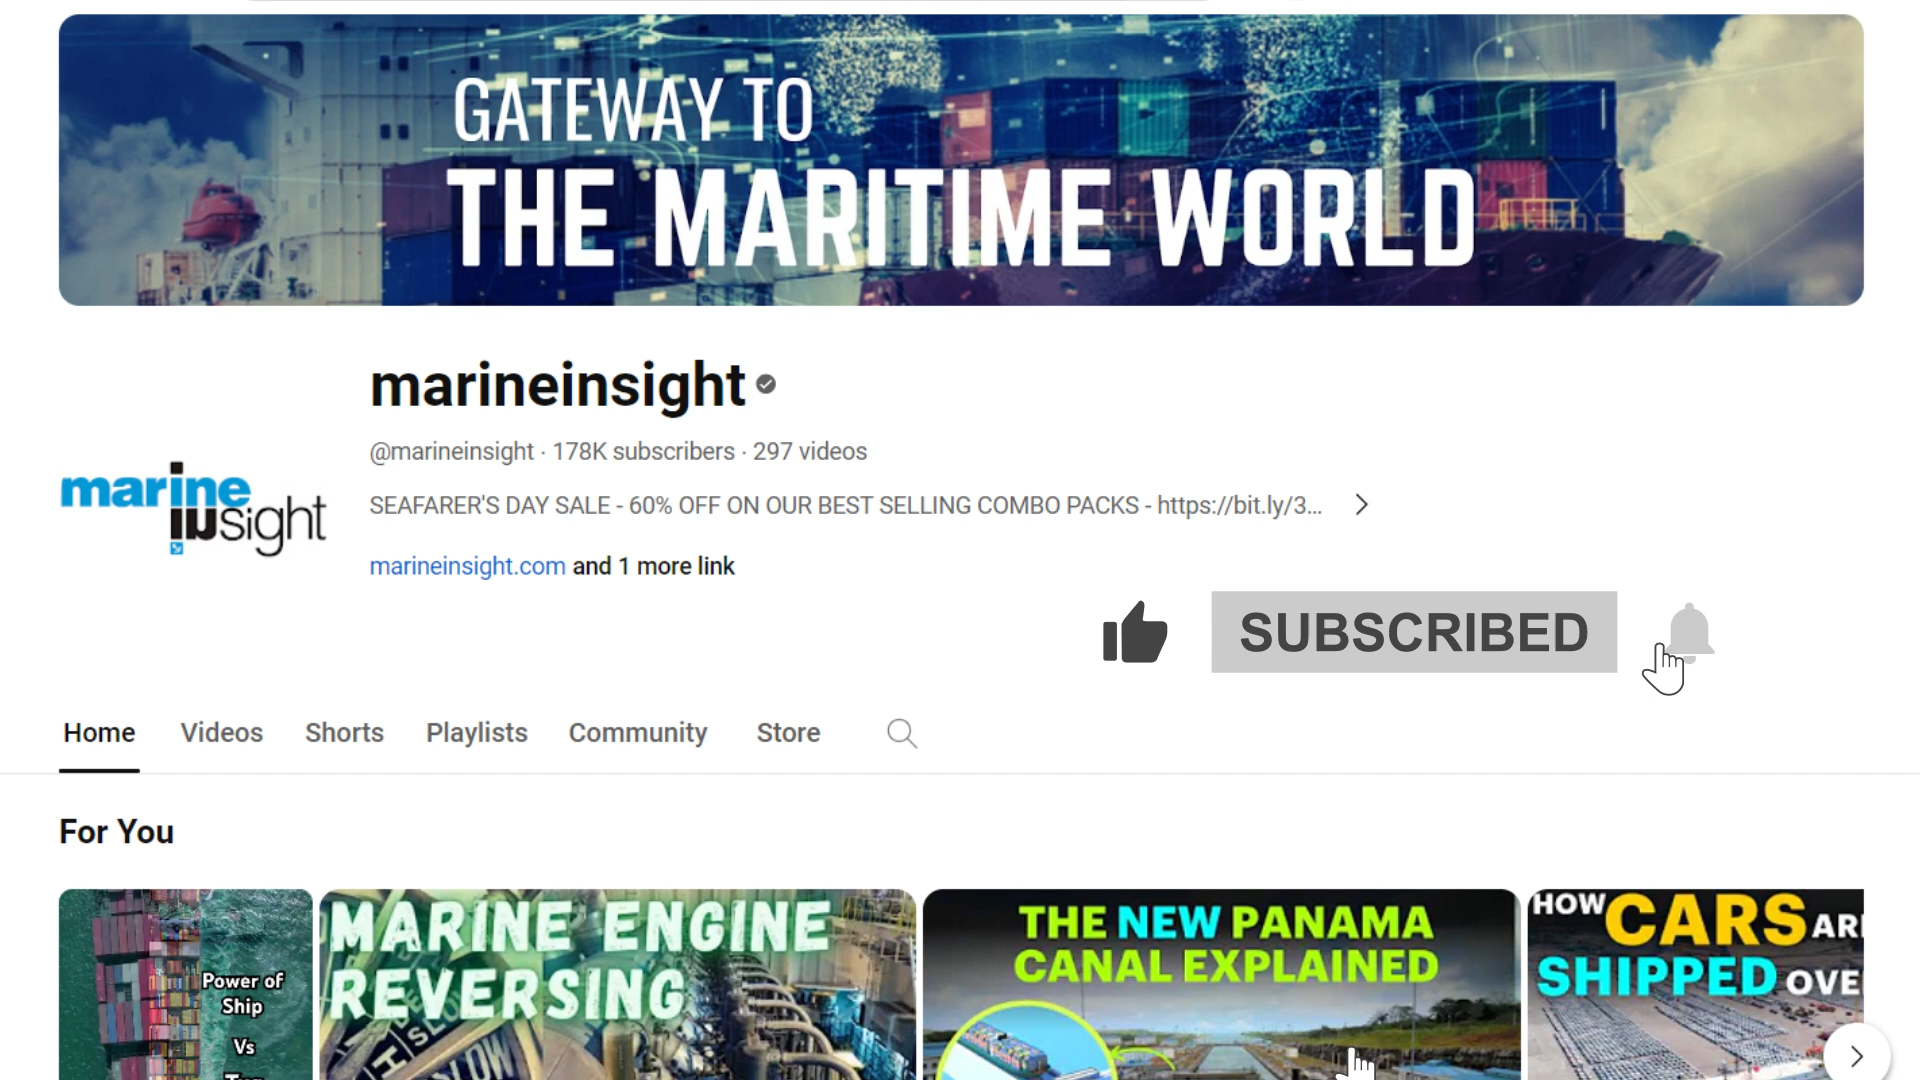 GATEWAY TO
THE MARITIME WORLD
marine
insight
marineinsight
@marineinsight · 178K subscribers · 297 videos
SEAFARER'S DAY SALE - 60% OFF ON OUR BEST SELLING COMBO PACKS - https://bit.ly/3...
marineinsight.com and 1 more link
SUBSCRIBED
Home Videos Shorts Playlists Community Store
For You
Power of
Ship
Vs
MARINE ENGINE
REVERSING
SLOW
THE NEW PANAMA
CANAL EXPLAINED
HOW CARS AR
SHIPPED OVE